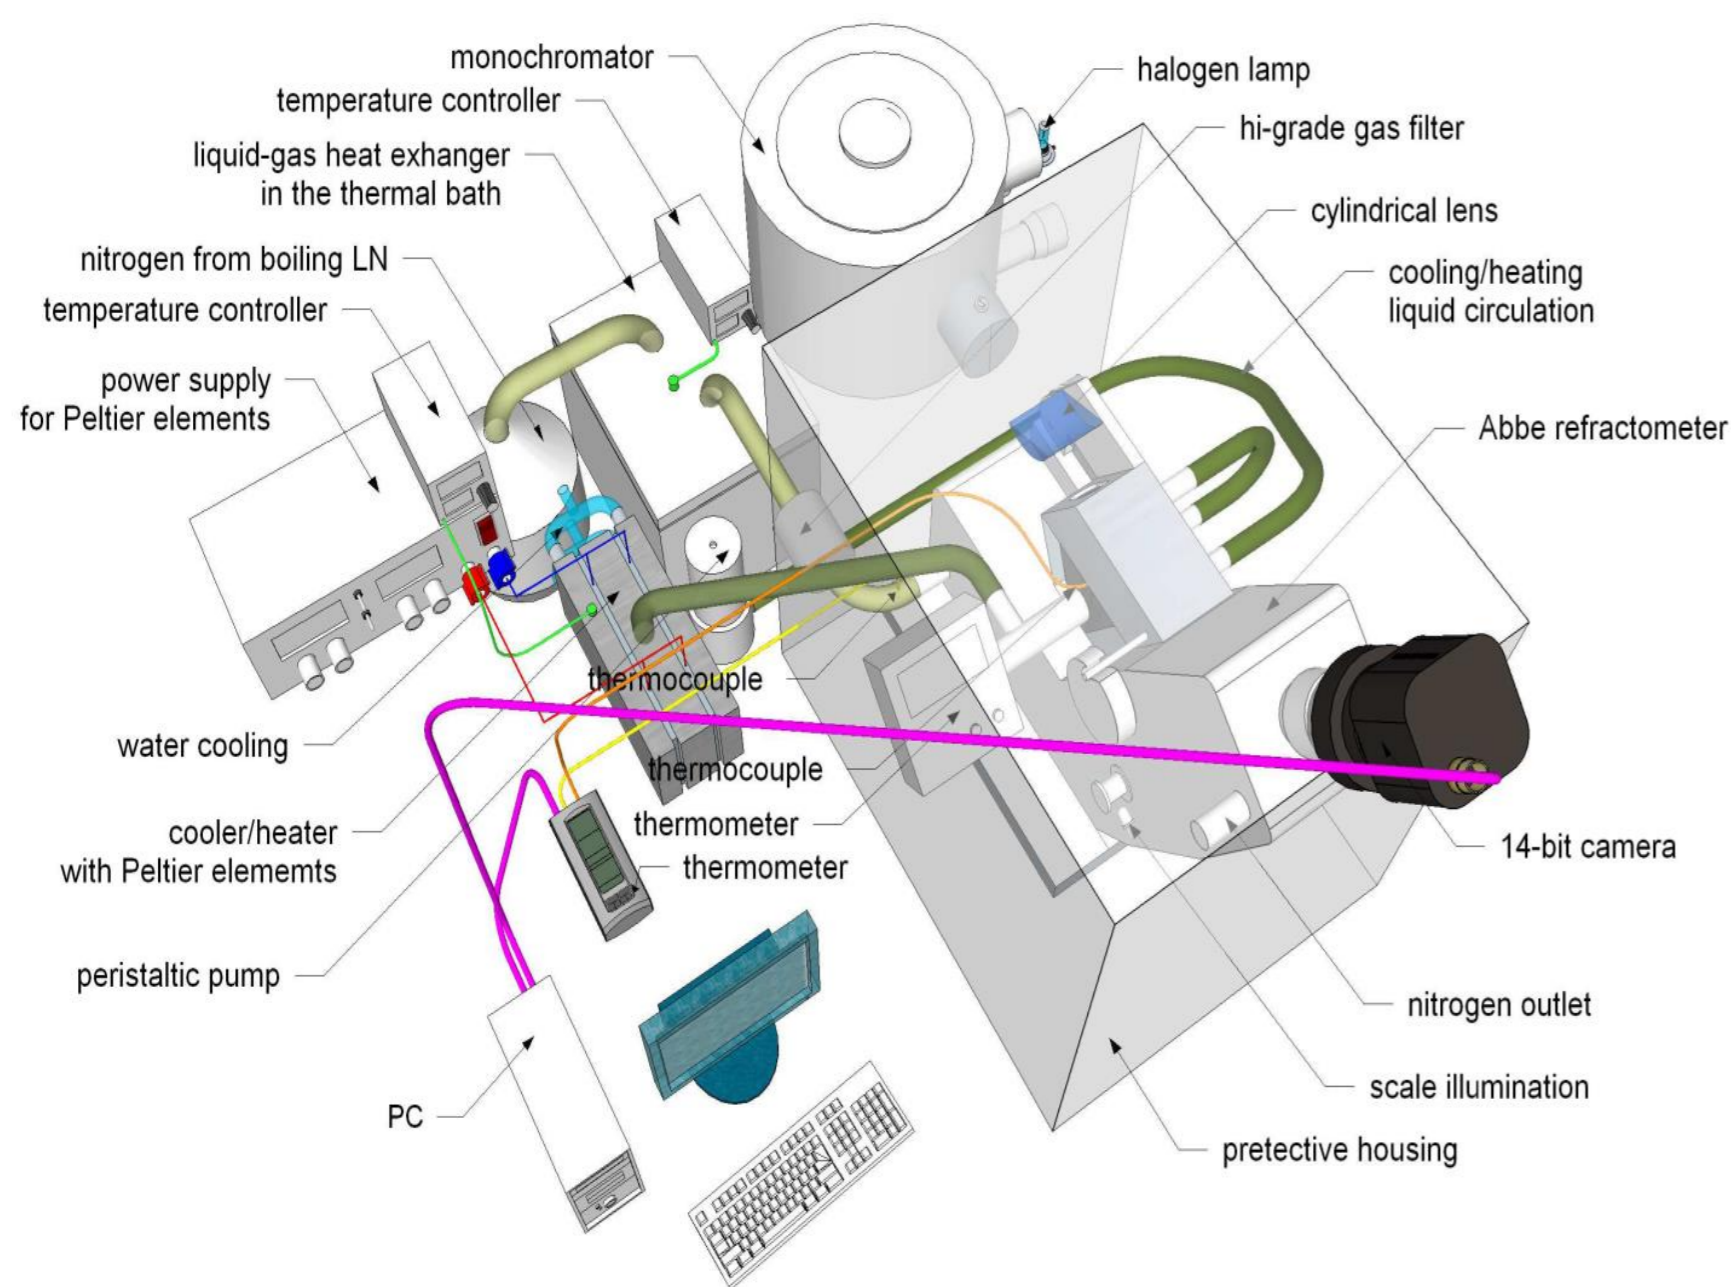 monochromator
temperature controller
liquid-gas heat exhanger
in the thermal bath
nitrogen from boiling LN
temperature controller
power supply
for Peltier elements
halogen lamp
hi-grade gas filter
cylindrical lens
cooling/heating
liquid circulation
Abbe refractometer
thermocouple
water cooling
thermocouple
cooler/heater
with Peltier elememts
thermometer
thermometer
14-bit camera
peristaltic pump
nitrogen outlet
PC
scale illumination
pretective housing